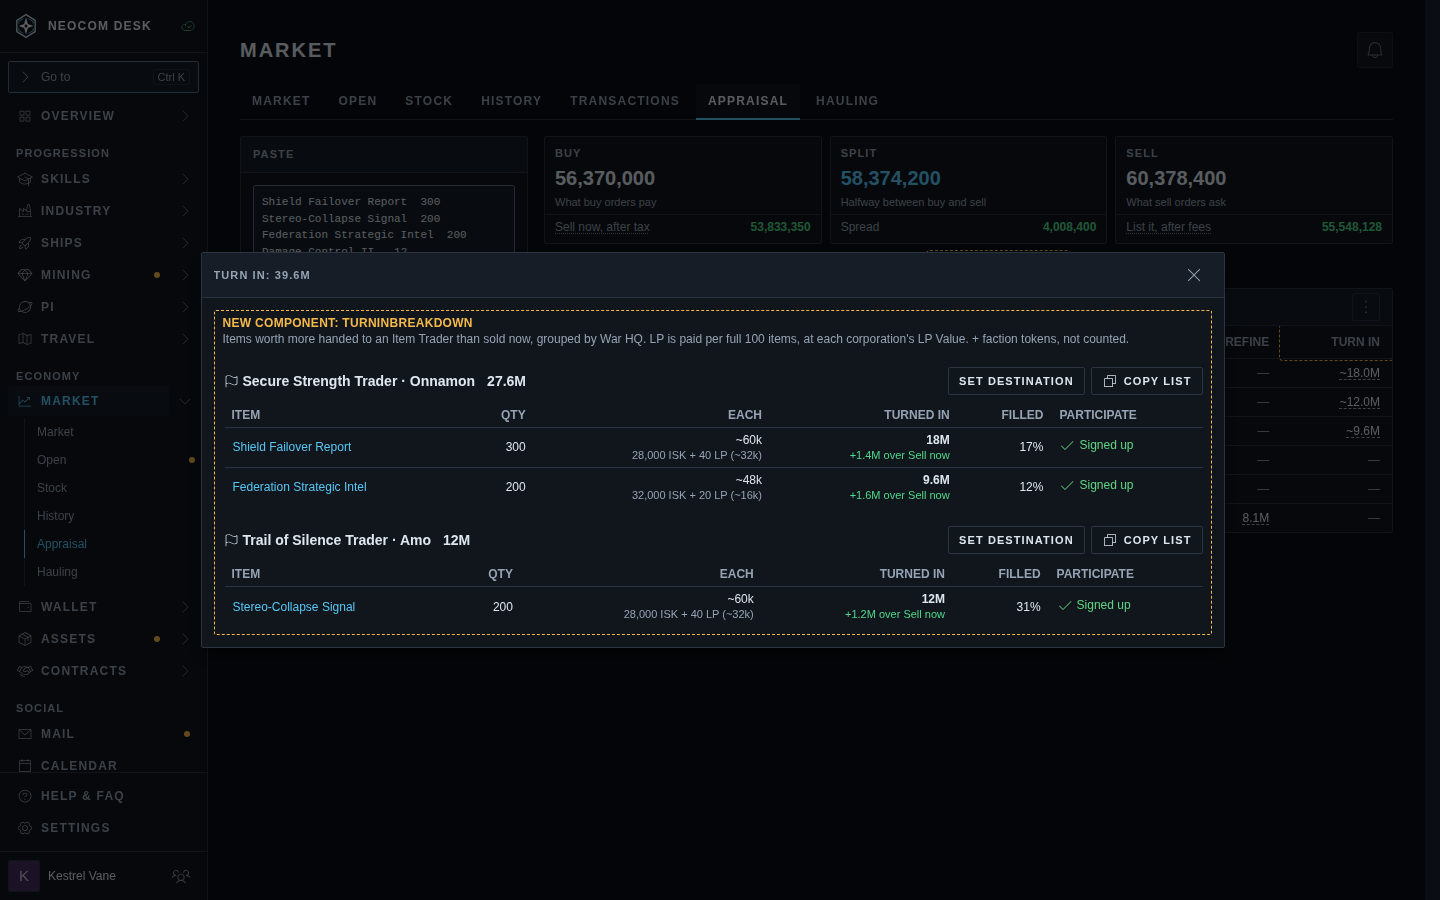 NEOCOM DESK
Go to
Ctrl K
OVERVIEW
PROGRESSION
SKILLS
INDUSTRY
SHIPS
MINING
PI
TRAVEL
ECONOMY
MARKET
Market
Open
Stock
History
Appraisal
Hauling
WALLET
ASSETS
CONTRACTS
SOCIAL
MAIL
CALENDAR
HELP & FAQ
SETTINGS
K
Kestrel Vane
MARKET
MARKET OPEN STOCK HISTORY TRANSACTIONS APPRAISAL HAULING
PASTE
Shield Failover Report 300
Stereo-Collapse Signal 200
Federation Strategic Intel 200
Damage Control II 12
BUY
56,370,000
What buy orders pay
Sell now, after tax 53,833,350
SPLIT
58,374,200
Halfway between buy and sell
Spread 4,008,400
SELL
60,378,400
What sell orders ask
List it, after fees 55,548,128
REFINE TURN IN
— ~18.0M
— ~12.0M
— ~9.6M
— —
— —
8.1M —
TURN IN: 39.6M
NEW COMPONENT: TURNINBREAKDOWN
Items worth more handed to an Item Trader than sold now, grouped by War HQ. LP is paid per full 100 items, at each corporation's LP Value. + faction tokens, not counted.
Secure Strength Trader · Onnamon 27.6M
SET DESTINATION COPY LIST
ITEM QTY EACH TURNED IN FILLED PARTICIPATE
Shield Failover Report 300 ~60k 18M 17% Signed up
28,000 ISK + 40 LP (~32k) +1.4M over Sell now
Federation Strategic Intel 200 ~48k 9.6M 12% Signed up
32,000 ISK + 20 LP (~16k) +1.6M over Sell now
Trail of Silence Trader · Amo 12M
SET DESTINATION COPY LIST
ITEM QTY EACH TURNED IN FILLED PARTICIPATE
Stereo-Collapse Signal 200 ~60k 12M 31% Signed up
28,000 ISK + 40 LP (~32k) +1.2M over Sell now